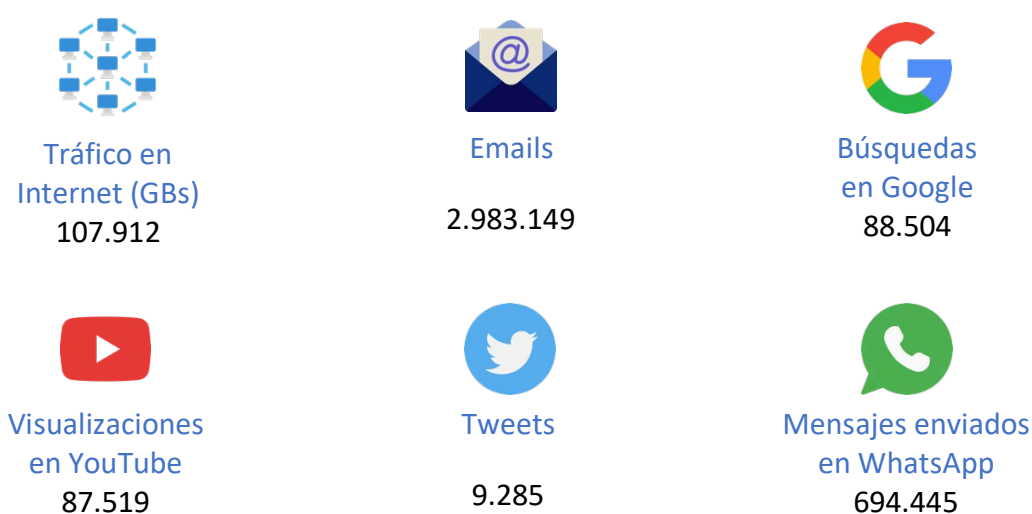 Tráfico en
Internet (GBs)
107.912
@
Emails
2.983.149
G
Búsquedas
en Google
88.504
Visualizaciones
en YouTube
87.519
Tweets
9.285
Mensajes enviados
en WhatsApp
694.445